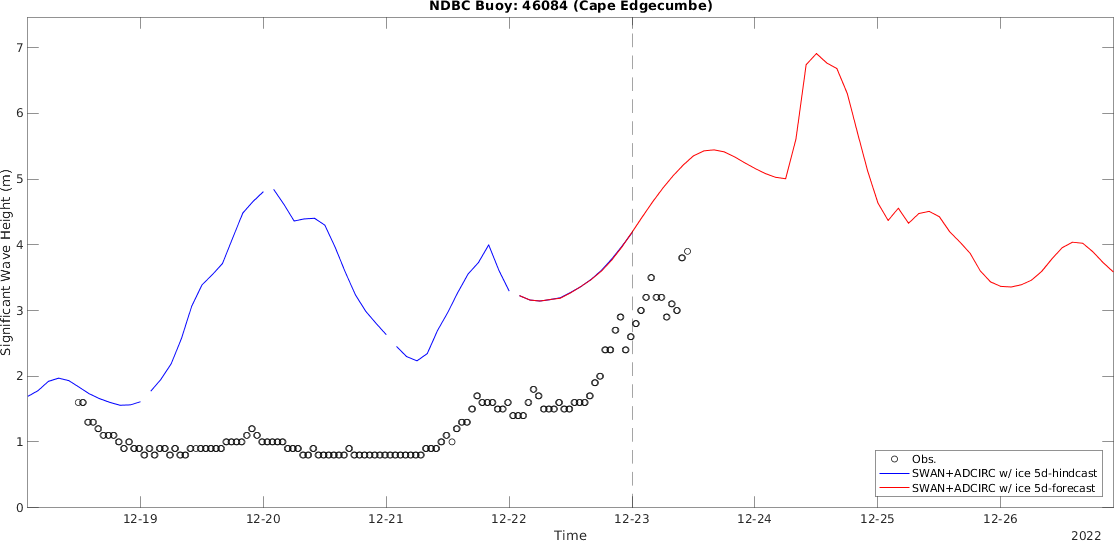 NDBC Buoy: 46084 (Cape Edgecumbe)
Significant Wave Height (m)
7
6
5
4
3
2
1
0
12-19
12-20
12-21
12-22
12-23
12-24
12-25
12-26
Time
2022
Obs.
SWAN+ADCIRC w/ ice 5d-hindcast
SWAN+ADCIRC w/ ice 5d-forecast